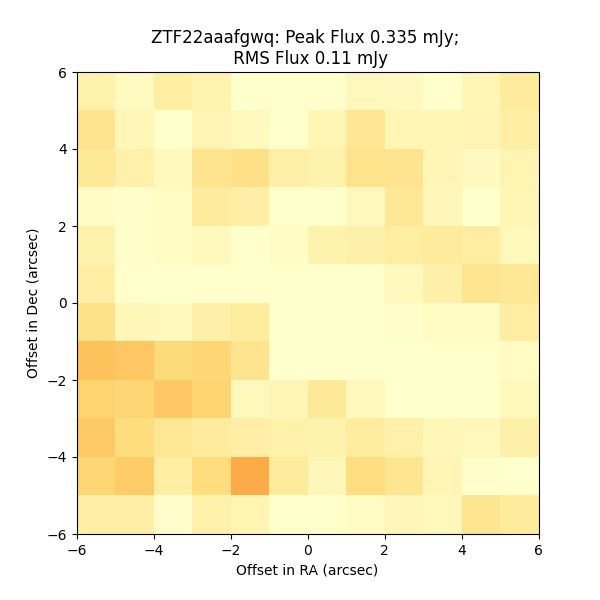 ZTF22aaafgwq: Peak Flux 0.335 mJy;
RMS Flux 0.11 mJy
6
4
2
0
−2
−4
−6
Offset in Dec (arcsec)
−6 −4 −2 0 2 4 6
Offset in RA (arcsec)